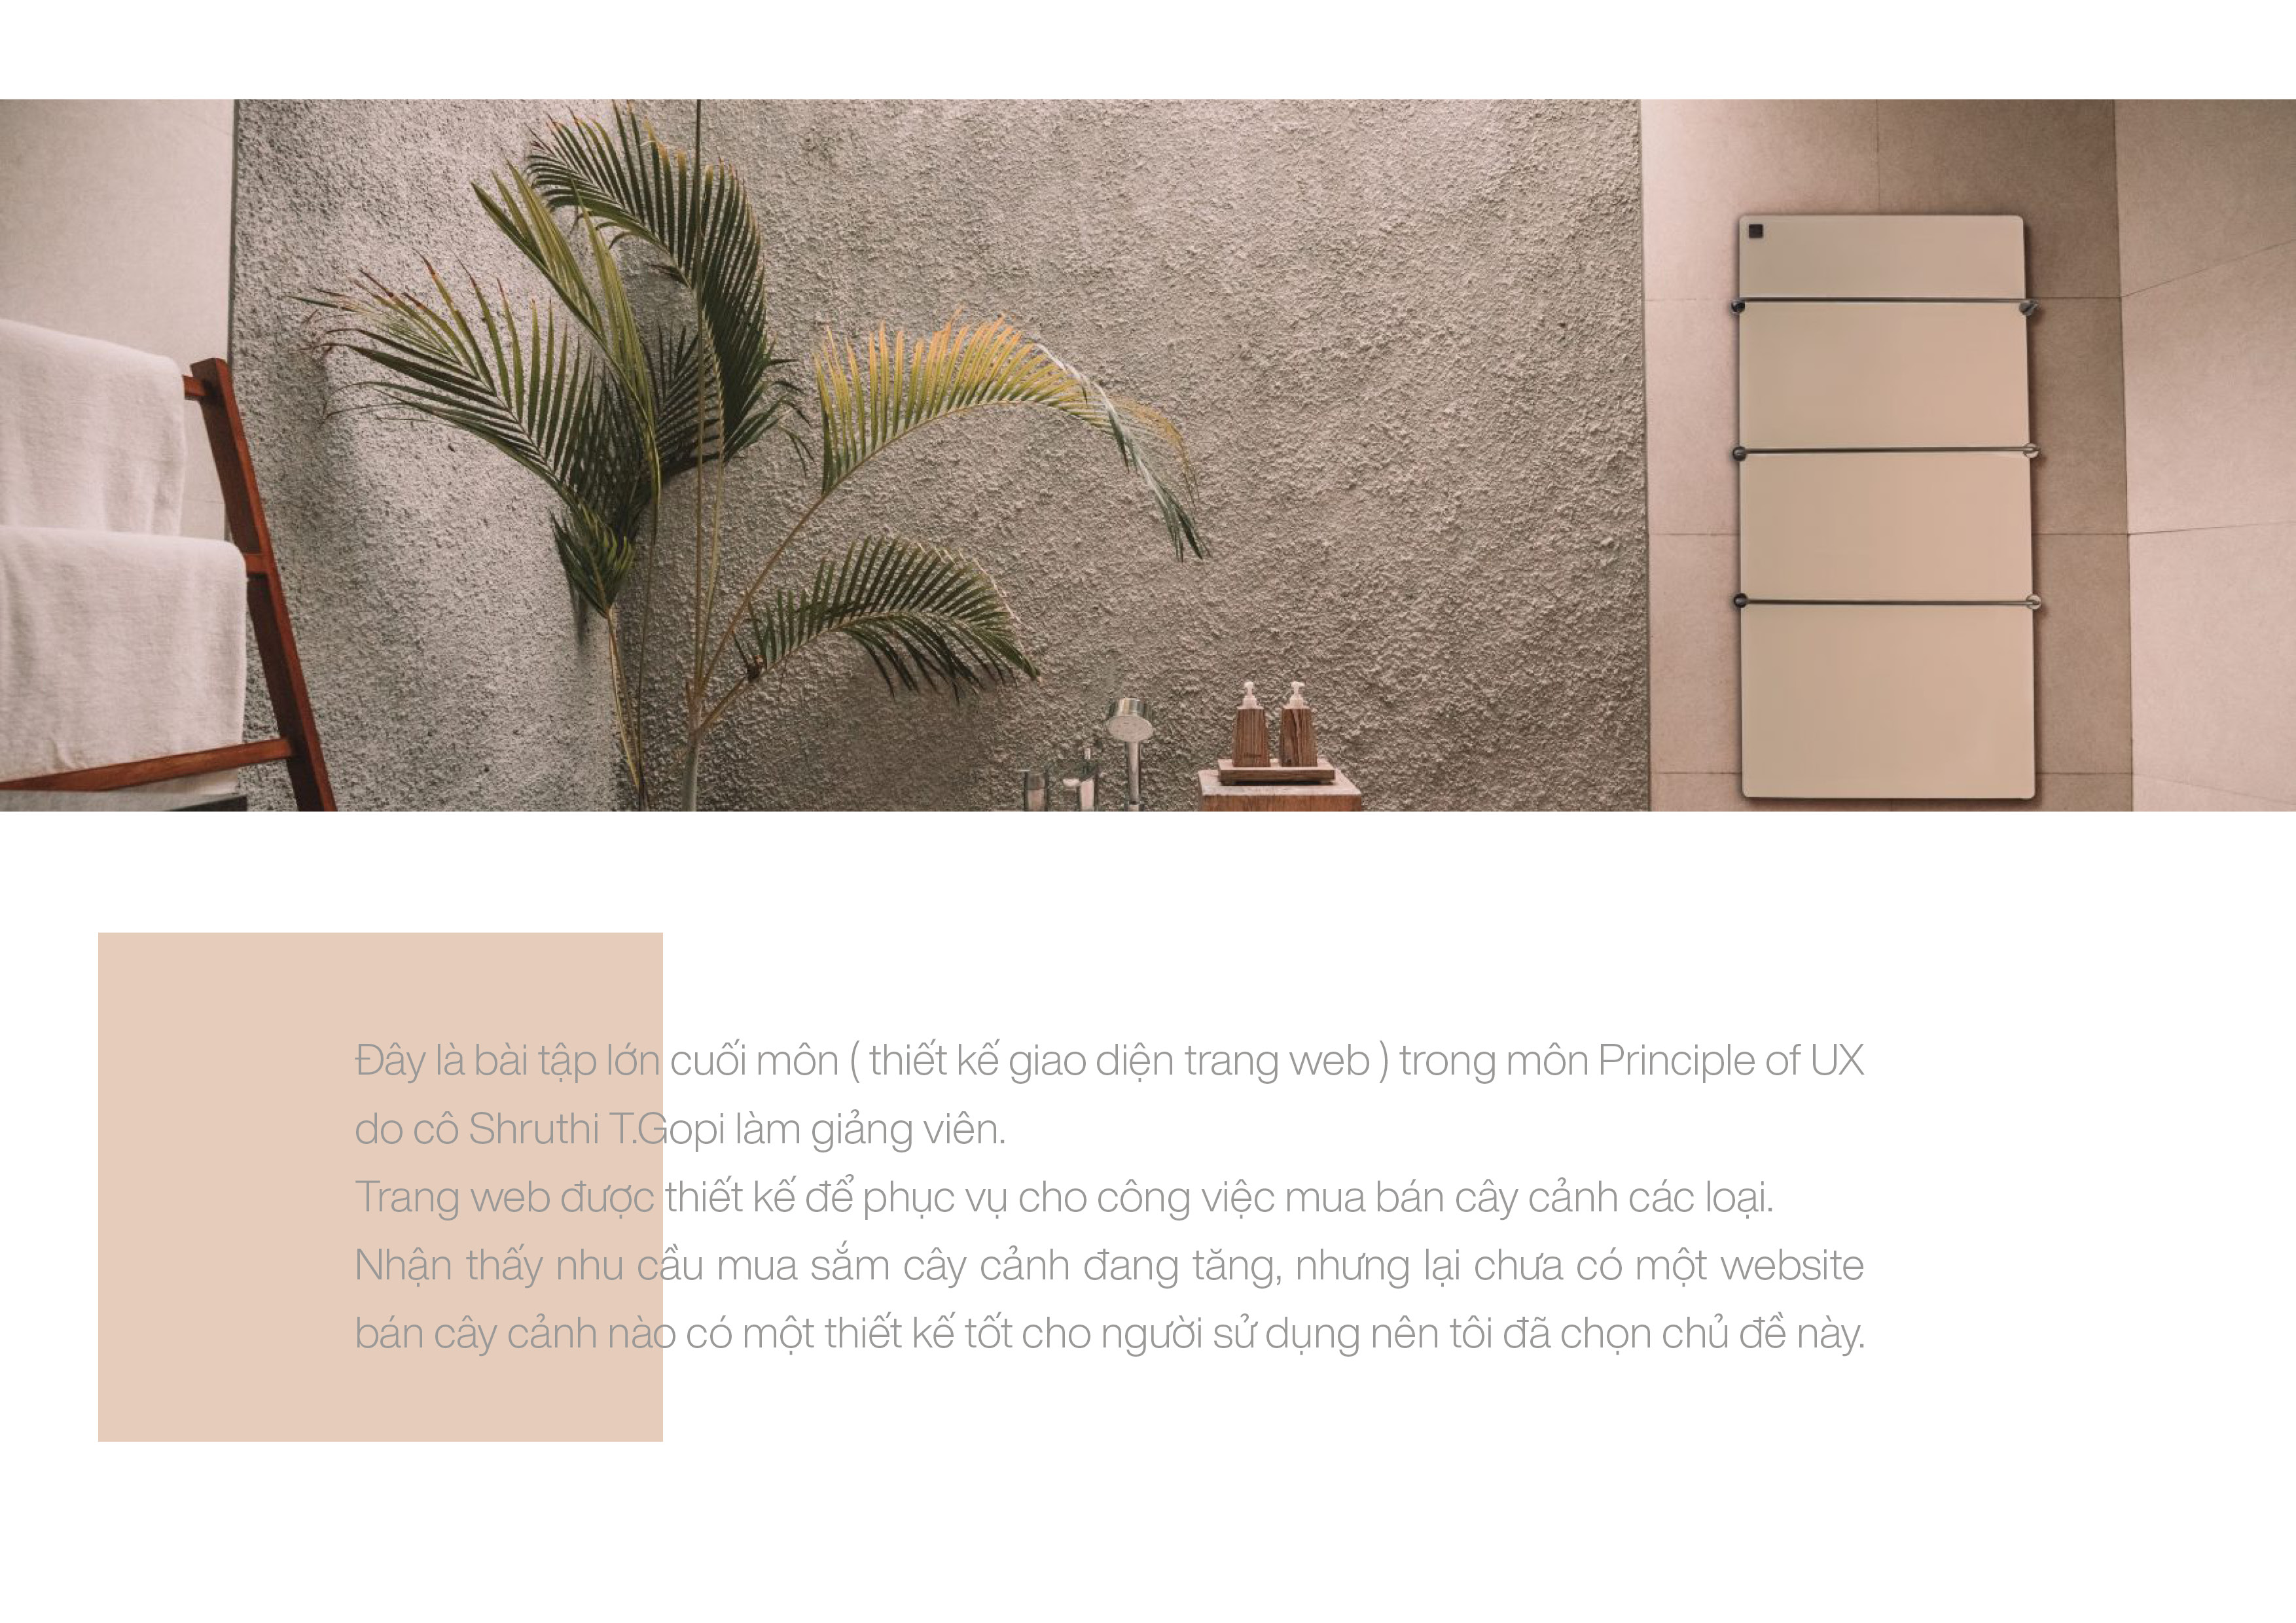 Đây là bài tập lớn cuối môn ( thiết kế giao diện trang web ) trong môn Principle of UX
do cô Shruthi T.Gopi làm giảng viên.
Trang web được thiết kế để phục vụ cho công việc mua bán cây cảnh các loại.
Nhận thấy nhu cầu mua sắm cây cảnh đang tăng, nhưng lại chưa có một website
bán cây cảnh nào có một thiết kế tốt cho người sử dụng nên tôi đã chọn chủ đề này.